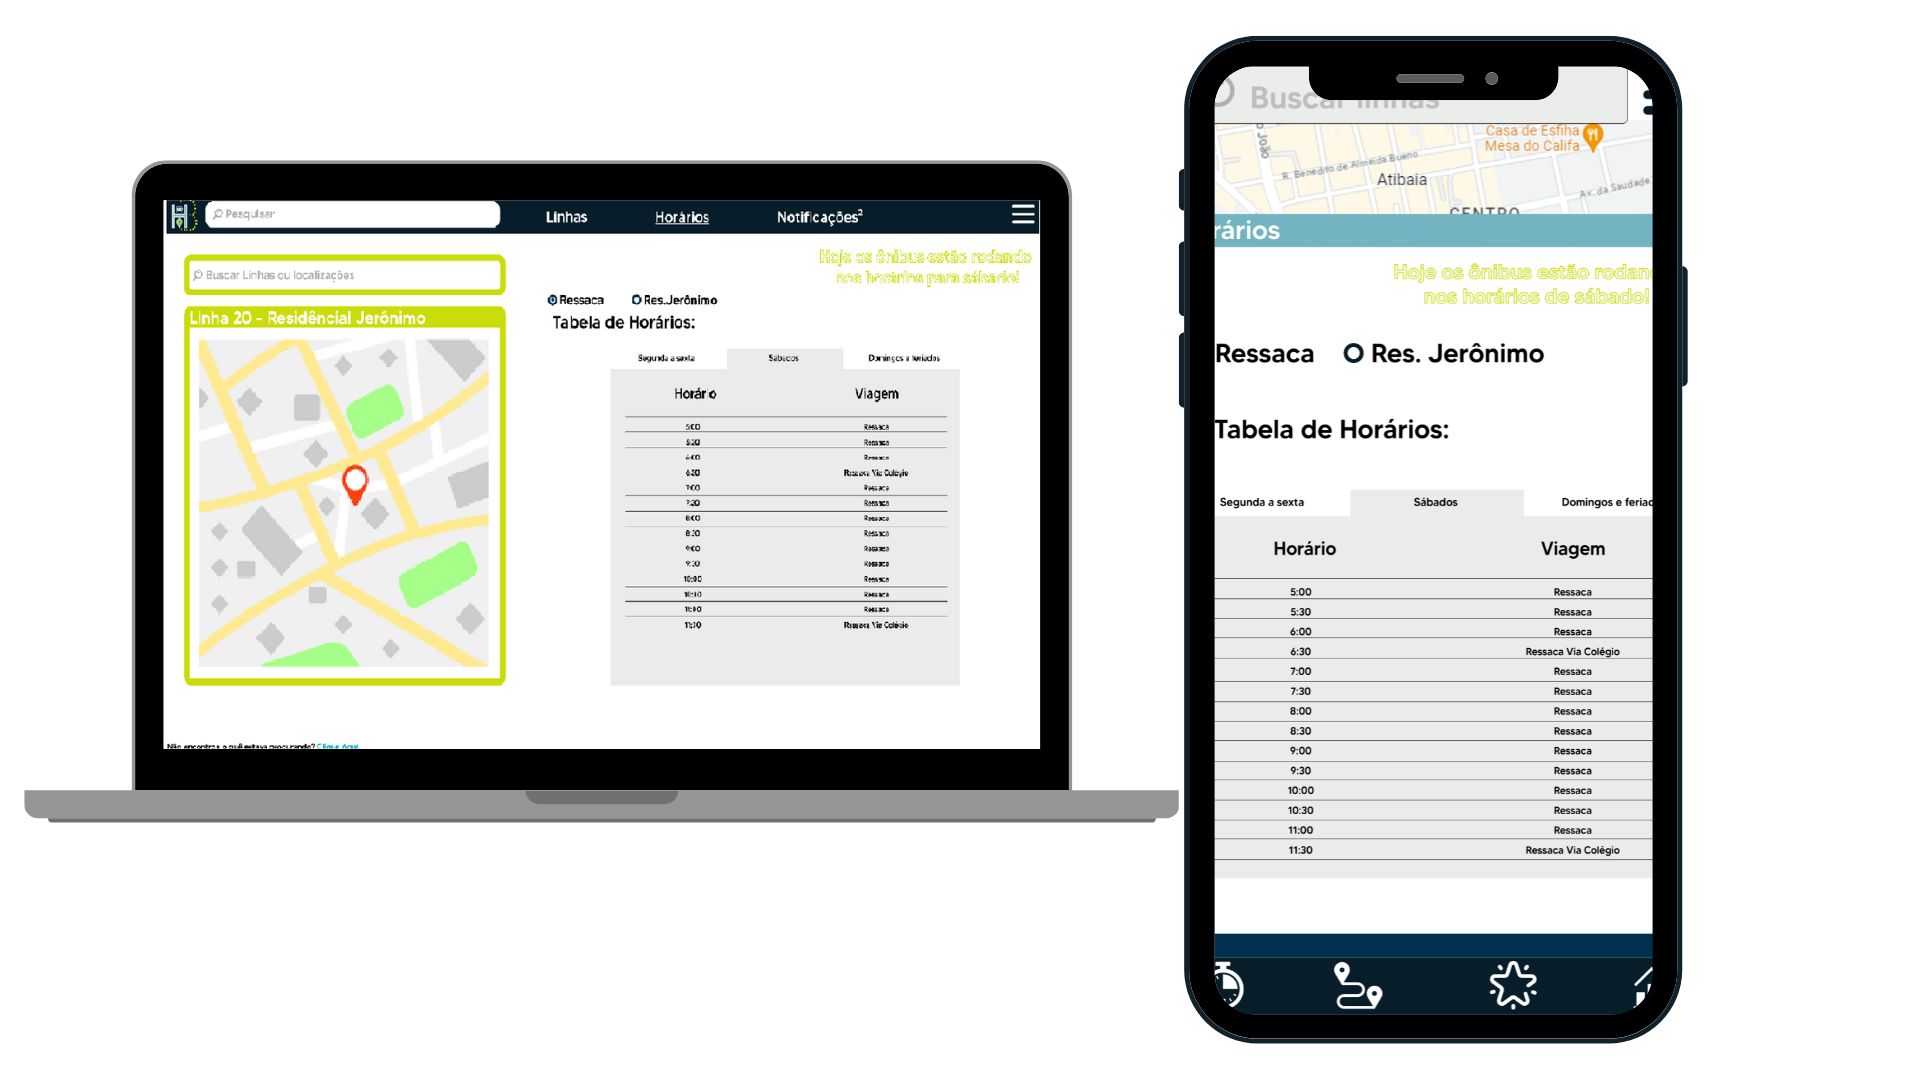 Pesquisar
Linhas
Horários
Notificações²
Hoje os ônibus estão rodando
nos horários para sábado!
Buscar Linhas ou localizações
Ressaca
Res.Jerônimo
Tabela de Horários:
Linha 20 - Residêncial Jerônimo
Segunda a sexta
Sábados
Domingos e feriados
Horário
Viagem
5:00 Ressaca
5:30 Ressaca
6:00 Ressaca
6:30 Ressaca Via Colégio
7:00 Ressaca
7:30 Ressaca
8:00 Ressaca
8:30 Ressaca
9:00 Ressaca
9:30 Ressaca
10:00 Ressaca
10:30 Ressaca
11:00 Ressaca
11:30 Ressaca Via Colégio
Não encontrou o quê estava procurando? Clique Aqui
Buscar linhas
Casa de Esfiha
Mesa do Califa
João
R. Benedito de Almeida Bueno
Atibaia
Av. da Saudade
CENTRO
rários
Hoje os ônibus estão rodan
nos horários de sábado!
Ressaca
Res. Jerônimo
Tabela de Horários:
Segunda a sexta
Sábados
Domingos e feriad
Horário
Viagem
5:00 Ressaca
5:30 Ressaca
6:00 Ressaca
6:30 Ressaca Via Colégio
7:00 Ressaca
7:30 Ressaca
8:00 Ressaca
8:30 Ressaca
9:00 Ressaca
9:30 Ressaca
10:00 Ressaca
10:30 Ressaca
11:00 Ressaca
11:30 Ressaca Via Colégio